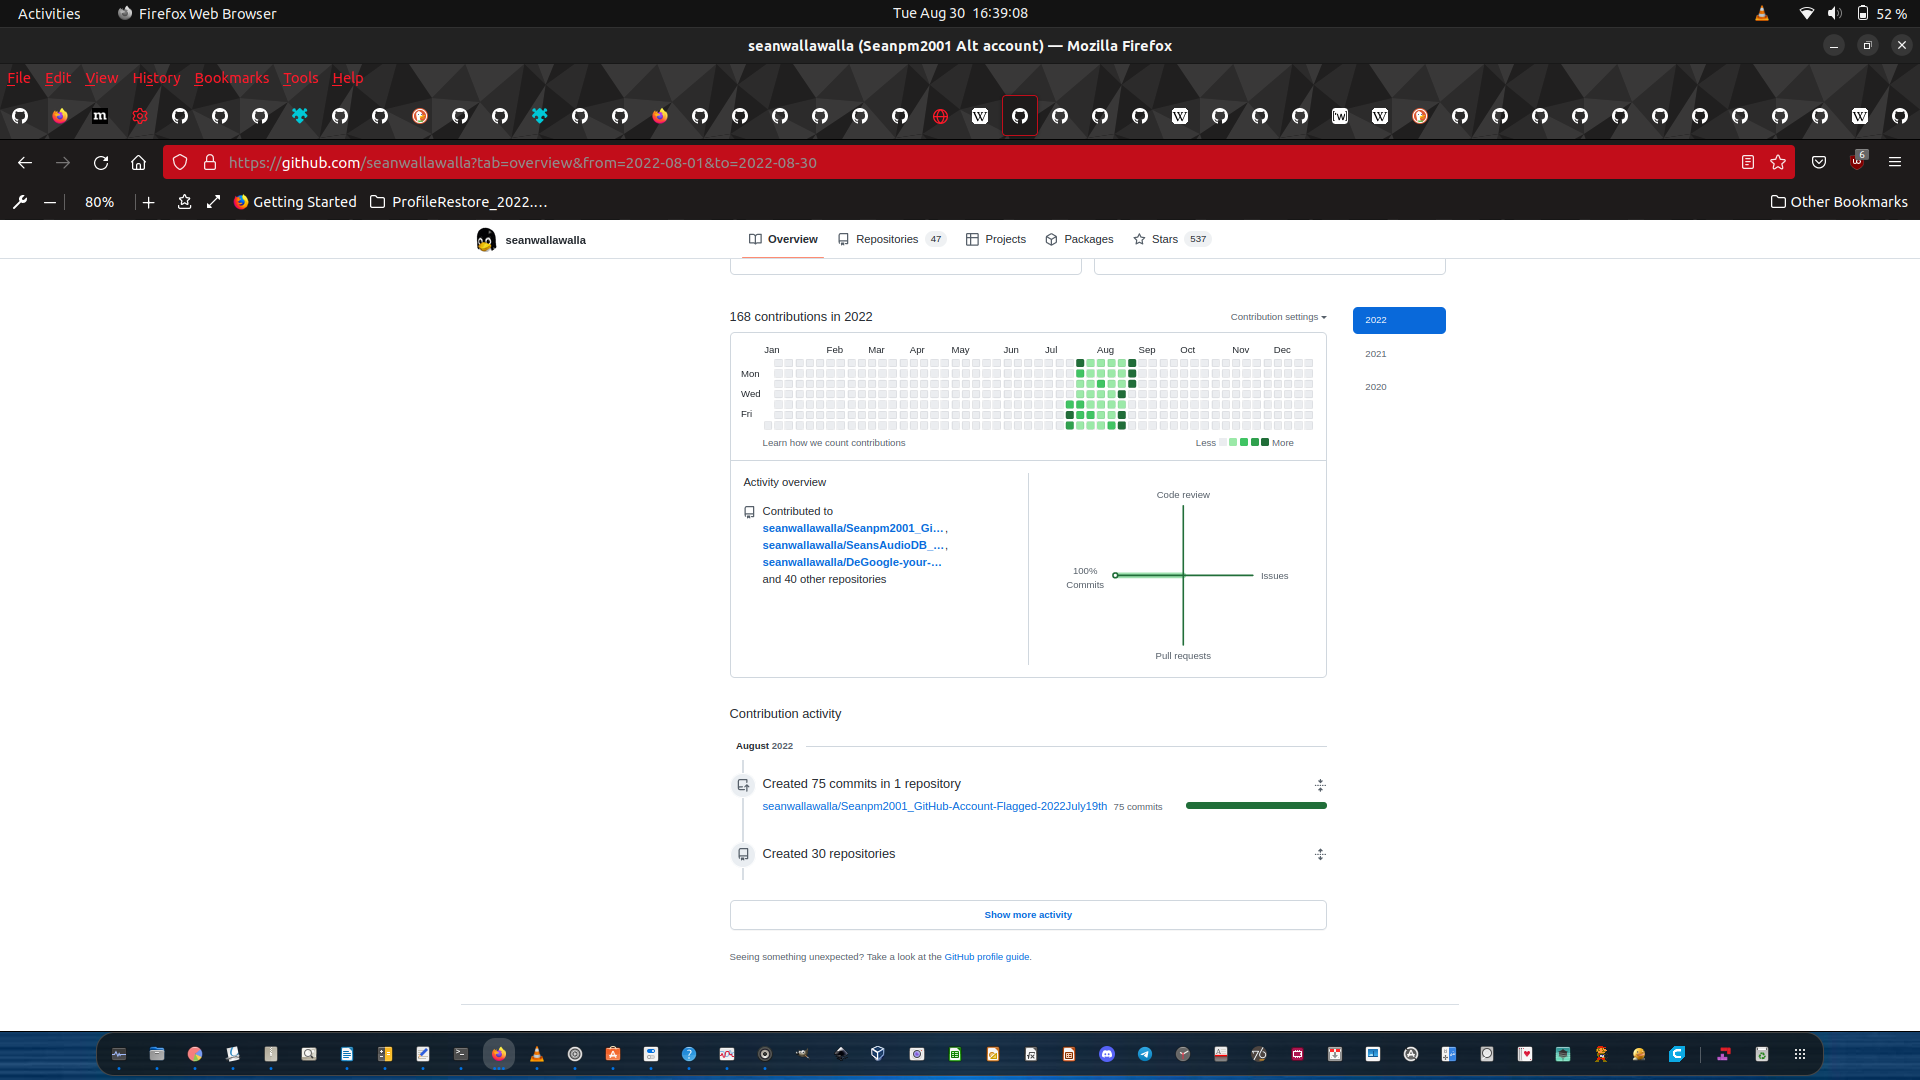 Activities Firefox Web Browser Tue Aug 30 16:39:08 52 %
seanwallawalla (Seanpm2001 Alt account) — Mozilla Firefox
File Edit View History Bookmarks Tools Help
https://github.com/seanwallawalla?tab=overview&from=2022-08-01&to=2022-08-30 6
80% Getting Started ProfileRestore_2022.... Other Bookmarks
seanwallawalla Overview Repositories 47 Projects Packages Stars 537
168 contributions in 2022 Contribution settings
2022
2021
2020
Jan Feb Mar Apr May Jun Jul Aug Sep Oct Nov Dec
Mon
Wed
Fri
Learn how we count contributions Less More
Activity overview
Contributed to
seanwallawalla/Seanpm2001_Gi...,
seanwallawalla/SeansAudioDB_...,
seanwallawalla/DeGoogle-your-...
and 40 other repositories
Code review
100%
Commits
Issues
Pull requests
Contribution activity
August 2022
Created 75 commits in 1 repository
seanwallawalla/Seanpm2001_GitHub-Account-Flagged-2022July19th 75 commits
Created 30 repositories
Show more activity
Seeing something unexpected? Take a look at the GitHub profile guide.